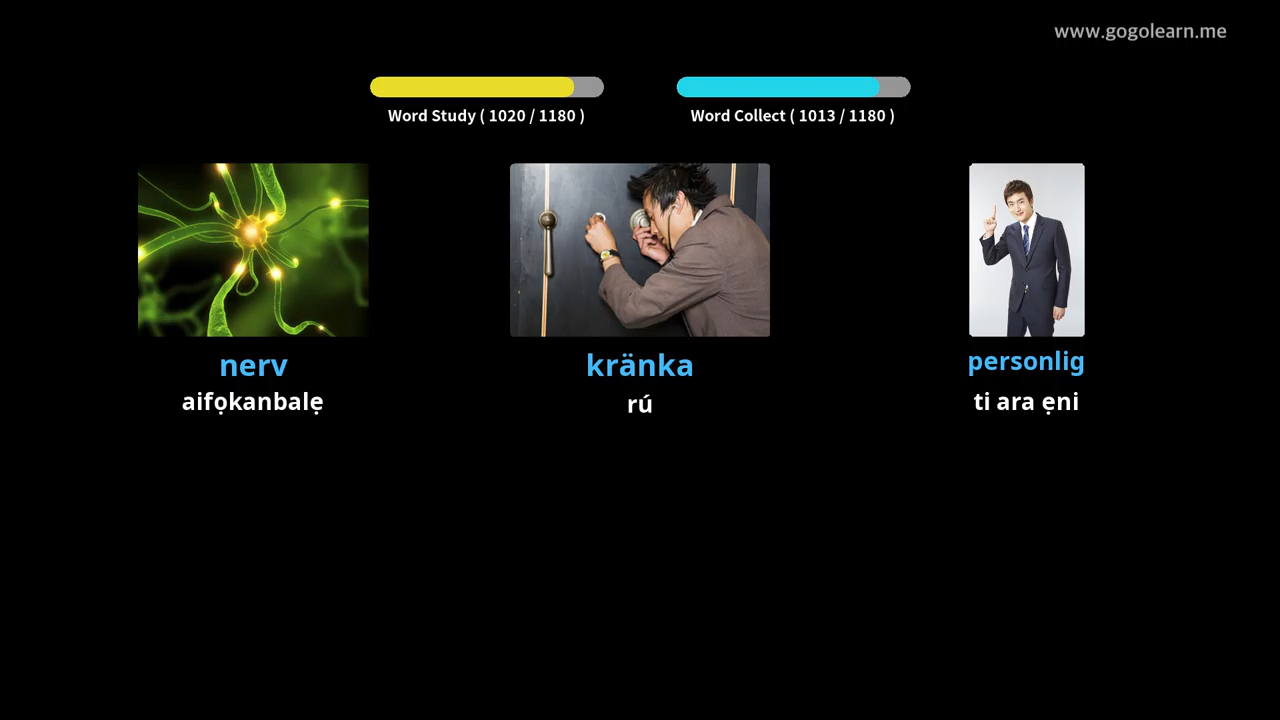 www.gogolearn.me
Word Study ( 1020 / 1180 )
Word Collect ( 1013 / 1180 )
nerv
aifọkanbalẹ
kränka
rú
personlig
ti ara ẹni